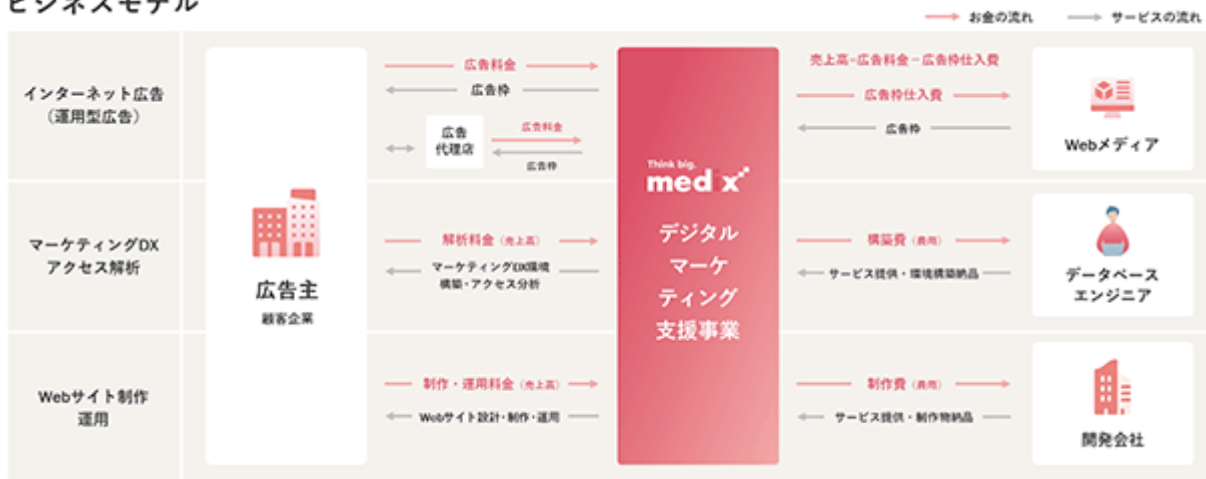 ビジネスモデル
お金の流れ
サービスの流れ
インターネット広告
（運用型広告）
広告主
顧客企業
広告料金
広告枠
広告
代理店
広告料金
広告枠
Think big.
medix
デジタル
マーケ
ティング
支援事業
売上高=広告料金－広告枠仕入費
広告枠仕入費
広告枠
Webメディア
マーケティングDX
アクセス解析
解析料金（売上高）
マーケティングDX環境
構築・アクセス分析
構築費（費用）
サービス提供・環境構築納品
データベース
エンジニア
Webサイト制作
運用
制作・運用料金（売上高）
Webサイト設計・制作・運用
制作費（費用）
サービス提供・制作物納品
開発会社